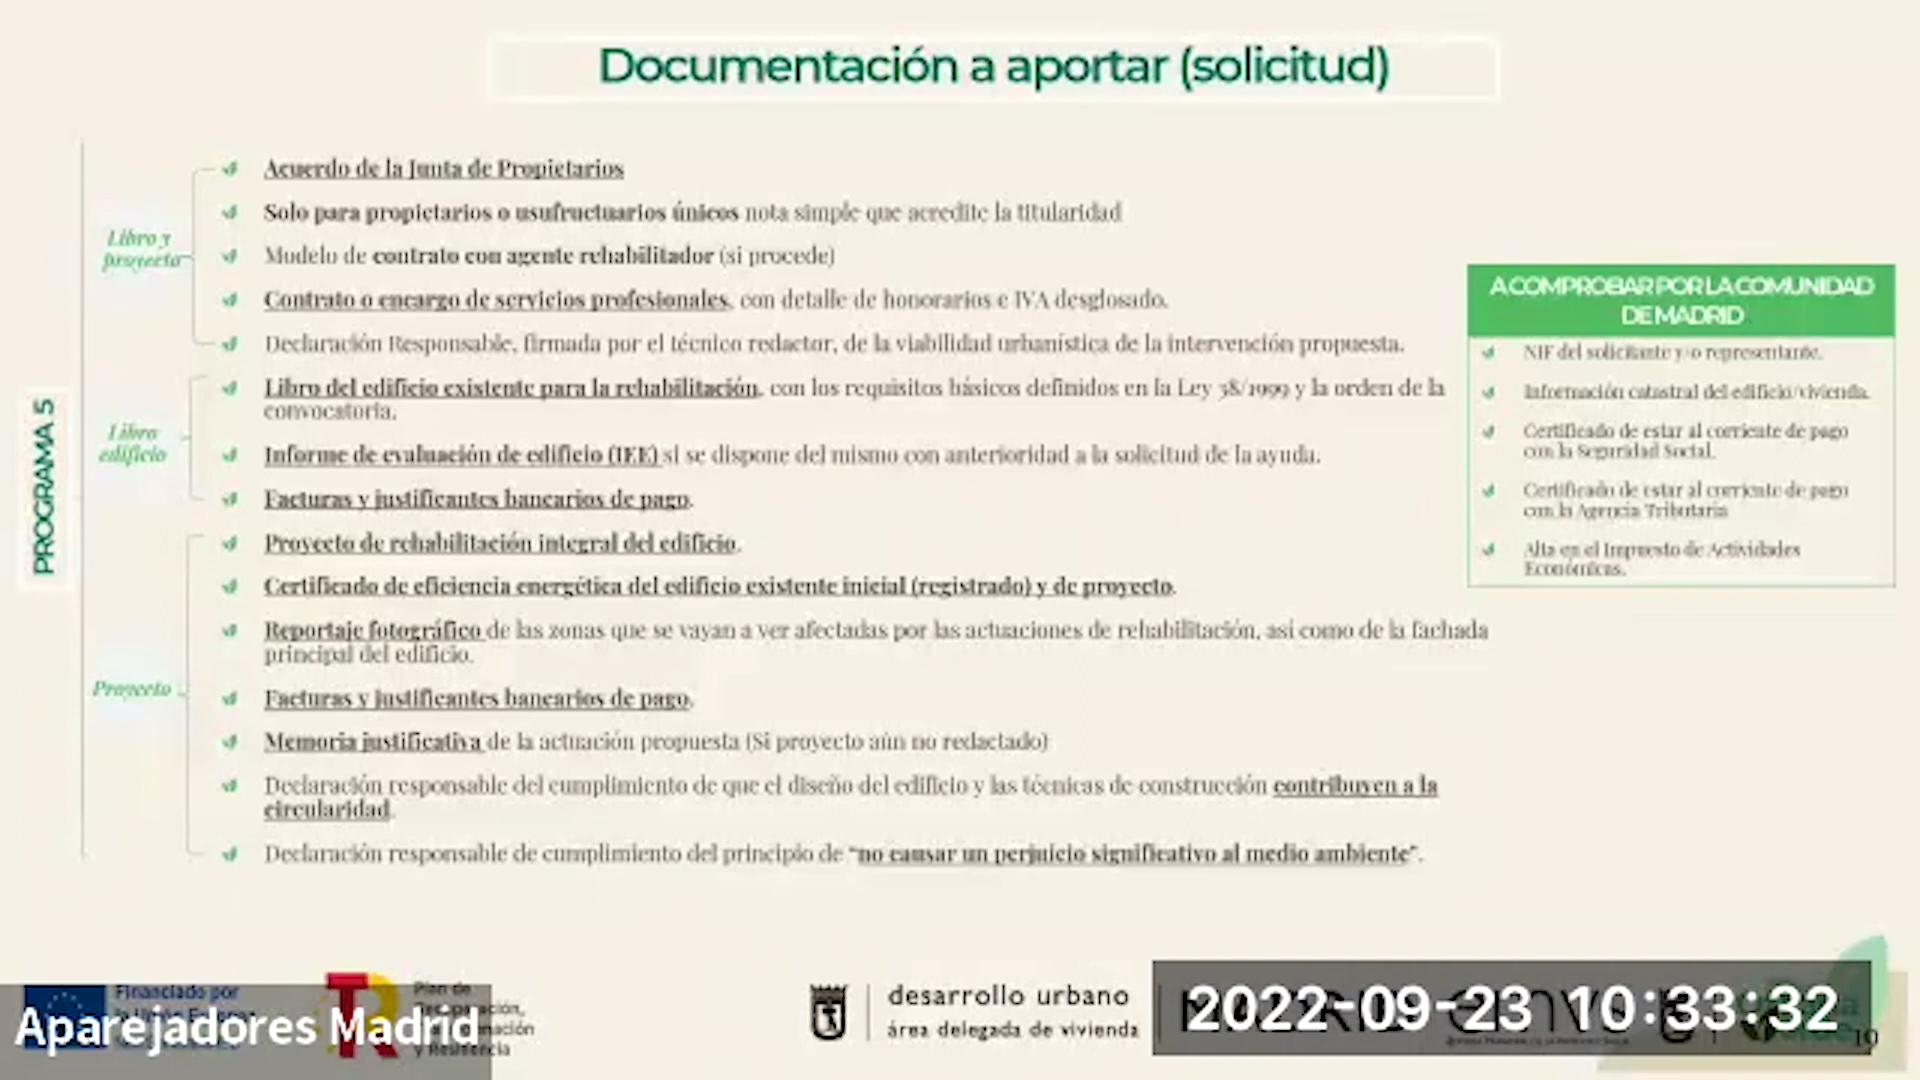 Documentación a aportar (solicitud)
PROGRAMA 5
Libro y
proyecto
Acuerdo de la Junta de Propietarios
Solo para propietarios o usufructuarios únicos nota simple que acredite la titularidad
Modelo de contrato con agente rehabilitador (si procede)
Contrato o encargo de servicios profesionales, con detalle de honorarios e IVA desglosado.
Declaración Responsable, firmada por el técnico redactor, de la viabilidad urbanística de la intervención propuesta.
Libro
edificio
Libro del edificio existente para la rehabilitación, con los requisitos básicos definidos en la Ley 38/1999 y la orden de la
convocatoria.
Informe de evaluación de edificio (IEE) si se dispone del mismo con anterioridad a la solicitud de la ayuda.
Facturas y justificantes bancarios de pago.
Proyecto
Proyecto de rehabilitación integral del edificio.
Certificado de eficiencia energética del edificio existente inicial (registrado) y de proyecto.
Reportaje fotográfico de las zonas que se vayan a ver afectadas por las actuaciones de rehabilitación, así como de la fachada
principal del edificio.
Facturas y justificantes bancarios de pago.
Memoria justificativa de la actuación propuesta (Si proyecto aún no redactado)
Declaración responsable del cumplimiento de que el diseño del edificio y las técnicas de construcción contribuyen a la
circularidad.
Declaración responsable de cumplimiento del principio de "no causar un perjuicio significativo al medio ambiente".
A COMPROBAR POR LA COMUNIDAD
DE MADRID
NIF del solicitante y/o representante.
Información catastral del edificio/vivienda.
Certificado de estar al corriente de pago
con la Seguridad Social.
Certificado de estar al corriente de pago
con la Agencia Tributaria
Alta en el Impuesto de Actividades
Económicas.
Financiado por
Plan de
y Resiliencia
Aparejadores Madrid
desarrollo urbano
área delegada de vivienda
2022-09-23 10:33:32
19